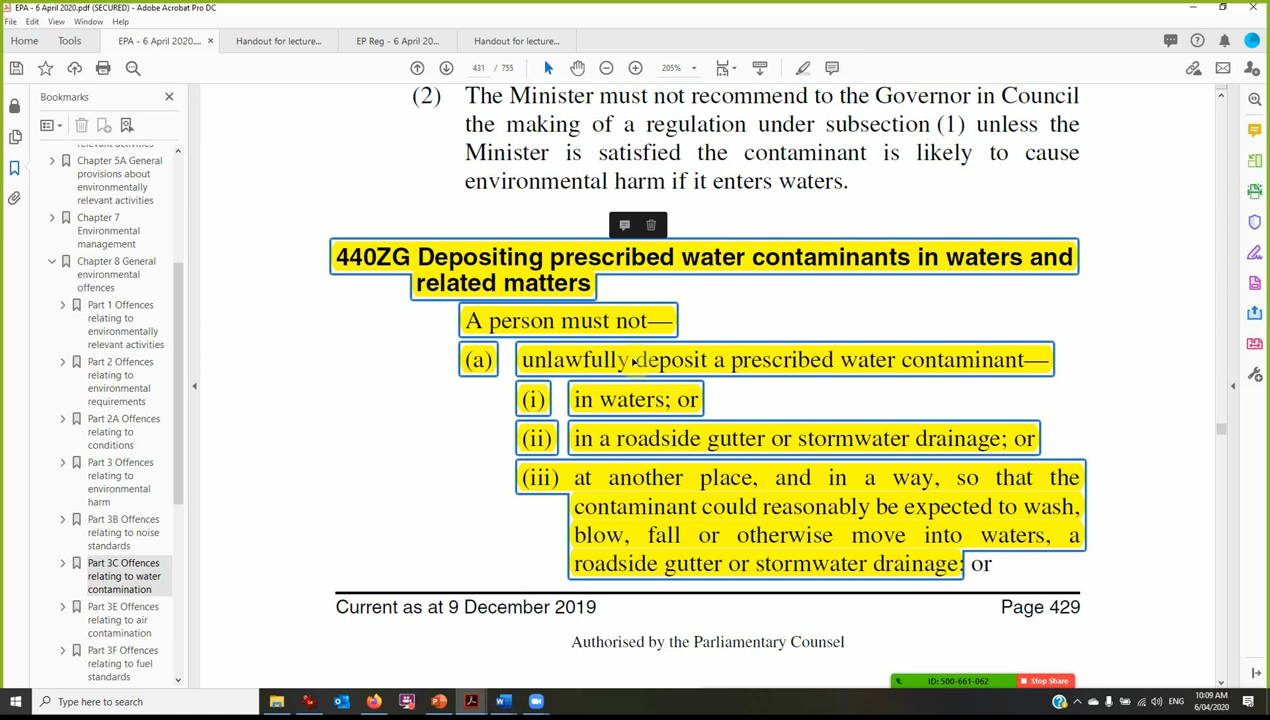 EPA - 6 April 2020.pdf (SECURED) - Adobe Acrobat Pro DC
File Edit View Window Help
Home Tools EPA - 6 April 2020.... × Handout for lecture... EP Reg - 6 April 20... Handout for lecture...
431 / 755 205%
Bookmarks
relevant activities
Chapter 5A General
provisions about
environmentally
relevant activities
Chapter 7
Environmental
management
Chapter 8 General
environmental
offences
Part 1 Offences
relating to
environmentally
relevant activities
Part 2 Offences
relating to
environmental
requirements
Part 2A Offences
relating to
conditions
Part 3 Offences
relating to
environmental
harm
Part 3B Offences
relating to noise
standards
Part 3C Offences
relating to water
contamination
Part 3E Offences
relating to air
contamination
Part 3F Offences
relating to fuel
standards
(2) The Minister must not recommend to the Governor in Council
the making of a regulation under subsection (1) unless the
Minister is satisfied the contaminant is likely to cause
environmental harm if it enters waters.
440ZG Depositing prescribed water contaminants in waters and
related matters
A person must not—
(a) unlawfully deposit a prescribed water contaminant—
(i) in waters; or
(ii) in a roadside gutter or stormwater drainage; or
(iii) at another place, and in a way, so that the
contaminant could reasonably be expected to wash,
blow, fall or otherwise move into waters, a
roadside gutter or stormwater drainage; or
Current as at 9 December 2019 Page 429
Authorised by the Parliamentary Counsel
ID: 500-661-062 Stop Share
Type here to search
ENG
10:09 AM
6/04/2020